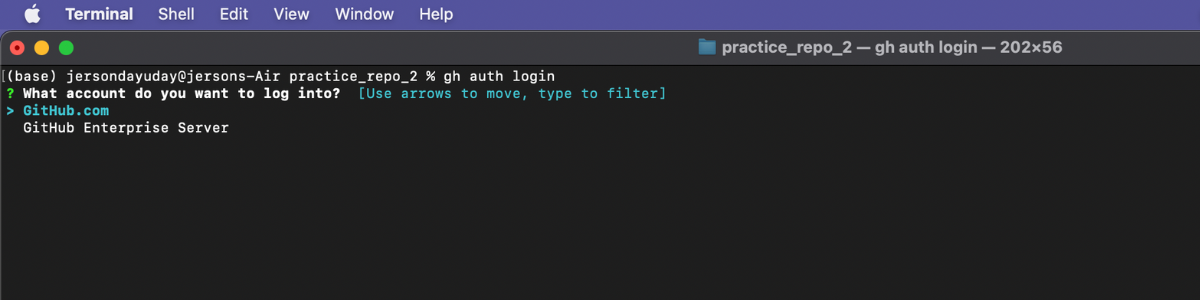 Terminal Shell Edit View Window Help
practice_repo_2 — gh auth login — 202×56
[(base) jersondayuday@jersons-Air practice_repo_2 % gh auth login
? What account do you want to log into?  [Use arrows to move, type to filter]
> GitHub.com
  GitHub Enterprise Server